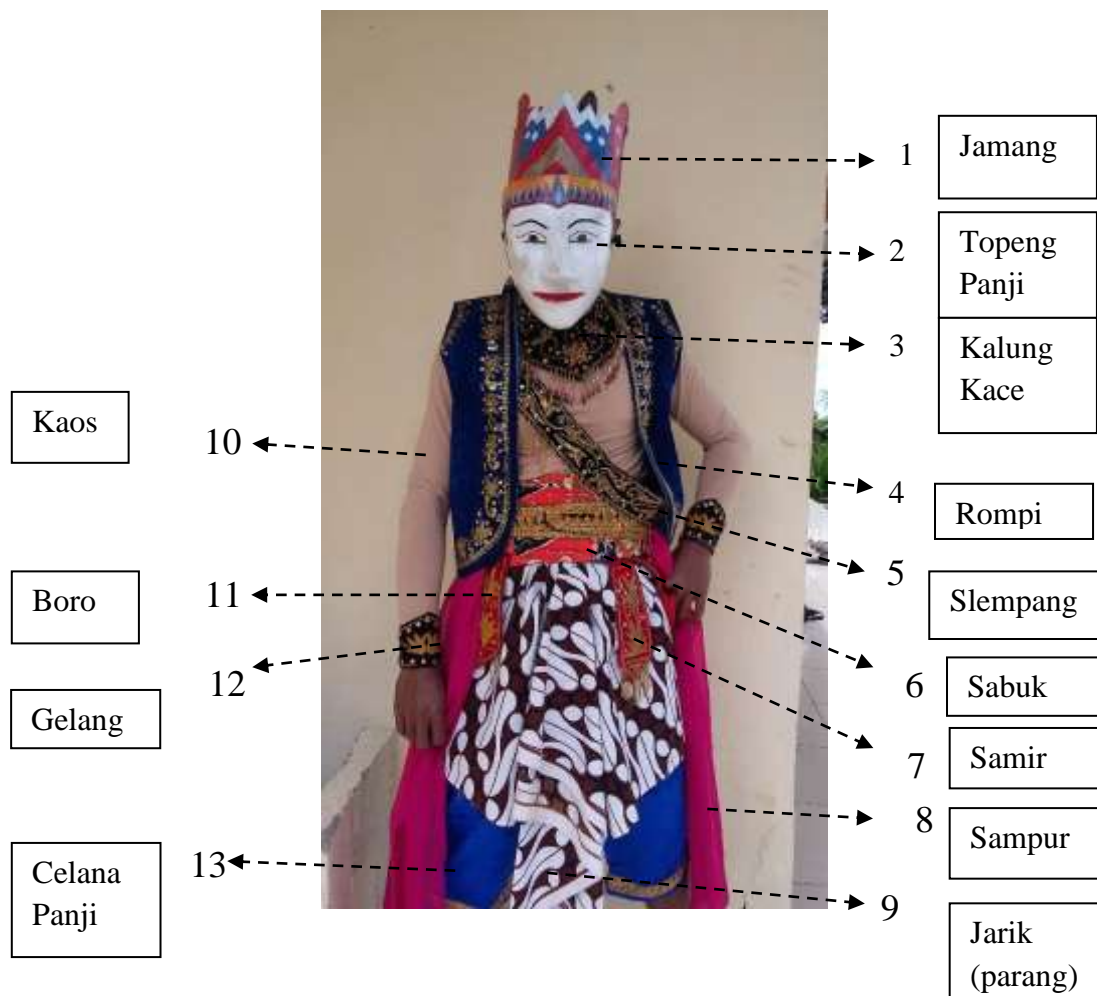 1 Jamang
2 Topeng
Panji
3 Kalung
Kace
Kaos
10
4
Rompi
Boro
11
5
Slempang
12
Gelang
6 Sabuk
7 Samir
8 Sampur
Celana
Panji
13
9
Jarik
(parang)